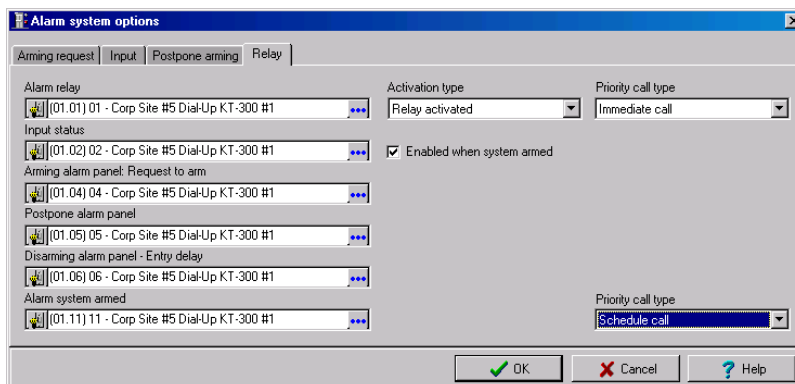 Alarm system options
Arming request Input Postpone arming Relay
Alarm relay Activation type Priority call type
(01.01) 01 - Corp Site #5 Dial-Up KT-300 #1 Relay activated Immediate call
Input status
(01.02) 02 - Corp Site #5 Dial-Up KT-300 #1 Enabled when system armed
Arming alarm panel: Request to arm
(01.04) 04 - Corp Site #5 Dial-Up KT-300 #1
Postpone alarm panel
(01.05) 05 - Corp Site #5 Dial-Up KT-300 #1
Disarming alarm panel - Entry delay
(01.06) 06 - Corp Site #5 Dial-Up KT-300 #1
Alarm system armed Priority call type
(01.11) 11 - Corp Site #5 Dial-Up KT-300 #1 Schedule call
OK Cancel Help